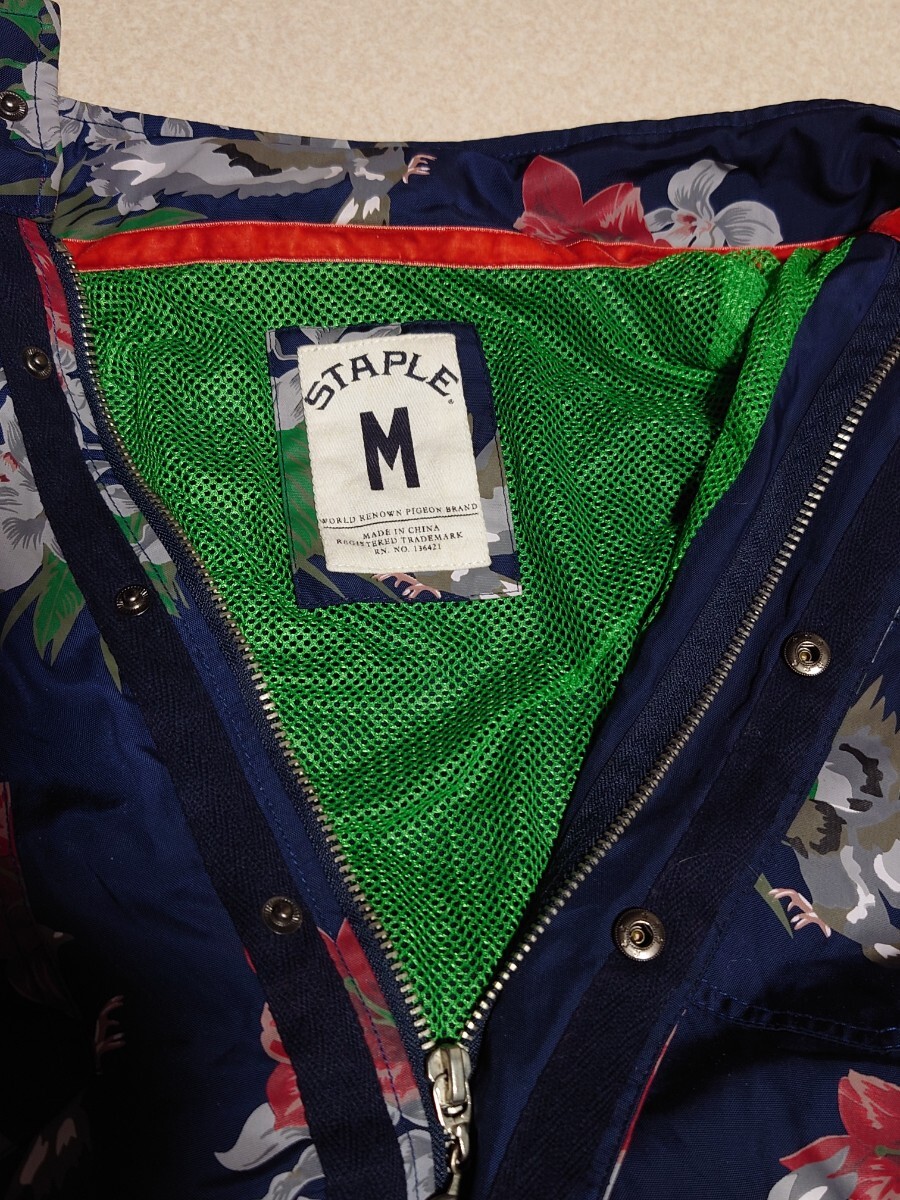 STAPLE®
M
WORLD RENOWN PIGEON BRAND
MADE IN CHINA
REGISTERED TRADEMARK
RN. NO. 136421